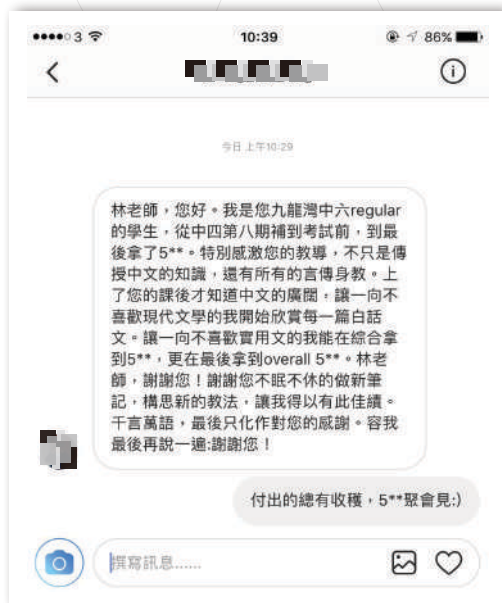 3
10:39
86%
今日 上午10:29
林老師，您好。我是您九龍灣中六regular
的學生，從中四第八期補到考試前，到最
後拿了5**。特別感激您的教導，不只是傳
授中文的知識，還有所有的言傳身教。上
了您的課後才知道中文的廣闊，讓一向不
喜歡現代文學的我開始欣賞每一篇白話
文。讓一向不喜歡實用文的我能在綜合拿
到5**，更在最後拿到overall 5**。林老
師，謝謝您！謝謝您不眠不休的做新筆
記，構思新的教法，讓我得以有此佳績。
千言萬語，最後只化作對您的感謝。容我
最後再說一遍:謝謝您！
付出的總有收穫，5**聚會見:)
撰寫訊息......